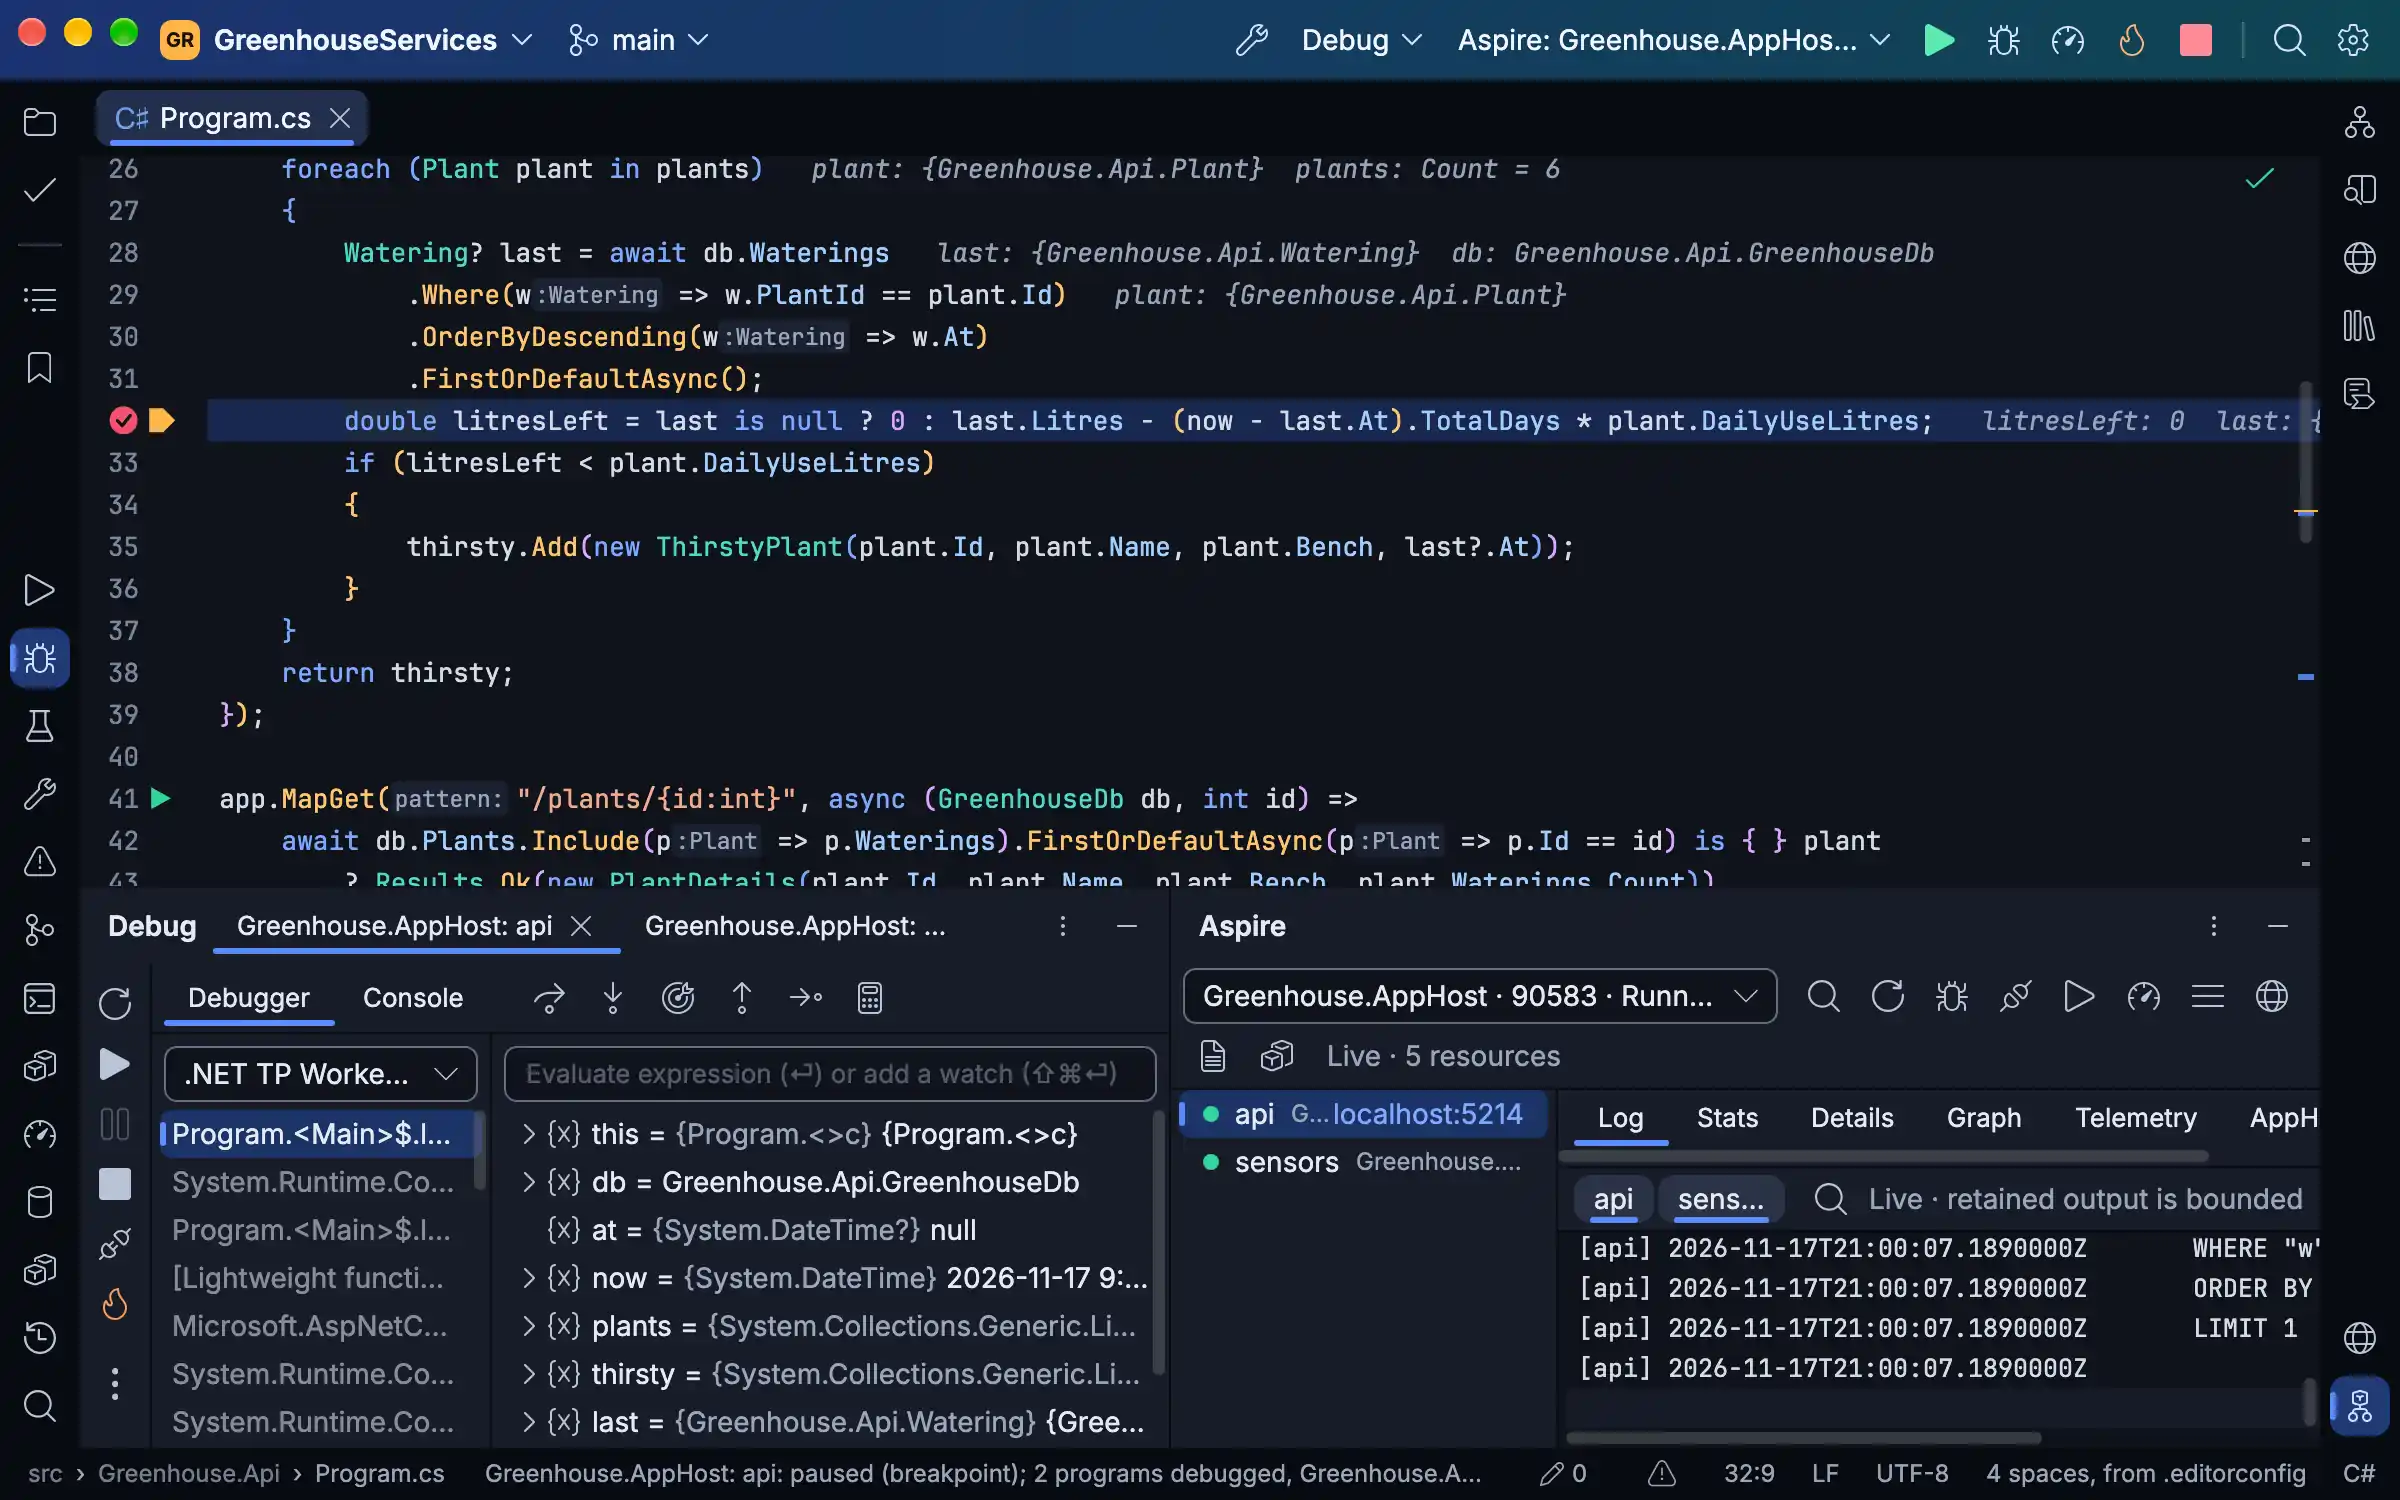 GR GreenhouseServices main Debug Aspire: Greenhouse.AppHos...
C# Program.cs
26 foreach (Plant plant in plants) plant: {Greenhouse.Api.Plant} plants: Count = 6
27 {
28 Watering? last = await db.Waterings last: {Greenhouse.Api.Watering} db: Greenhouse.Api.GreenhouseDb
29 .Where(w :Watering => w.PlantId == plant.Id) plant: {Greenhouse.Api.Plant}
30 .OrderByDescending(w :Watering => w.At)
31 .FirstOrDefaultAsync();
double litresLeft = last is null ? 0 : last.Litres - (now - last.At).TotalDays * plant.DailyUseLitres; litresLeft: 0 last: {
33 if (litresLeft < plant.DailyUseLitres)
34 {
35 thirsty.Add(new ThirstyPlant(plant.Id, plant.Name, plant.Bench, last?.At));
36 }
37 }
38 return thirsty;
39 });
40
41 app.MapGet( pattern: "/plants/{id:int}", async (GreenhouseDb db, int id) =>
42 await db.Plants.Include(p :Plant => p.Waterings).FirstOrDefaultAsync(p :Plant => p.Id == id) is { } plant
43 ? Results.Ok(new PlantDetails(plant.Id, plant.Name, plant.Bench, plant.Waterings.Count))
Debug Greenhouse.AppHost: api Greenhouse.AppHost: ...
Debugger Console
.NET TP Worke...
Program.<Main>$.I...
System.Runtime.Co...
Program.<Main>$.I...
[Lightweight functi...
Microsoft.AspNetC...
System.Runtime.Co...
System.Runtime.Co...
Evaluate expression (⏎) or add a watch (⇧⌘⏎)
{x} this = {Program.<>c} {Program.<>c}
{x} db = Greenhouse.Api.GreenhouseDb
{x} at = {System.DateTime?} null
{x} now = {System.DateTime} 2026-11-17 9:...
{x} plants = {System.Collections.Generic.Li...
{x} thirsty = {System.Collections.Generic.Li...
{x} last = {Greenhouse.Api.Watering} {Gree...
Aspire
Greenhouse.AppHost · 90583 · Runn...
Live · 5 resources
api G... localhost:5214
sensors Greenhouse....
Log Stats Details Graph Telemetry AppH
api sens... Live · retained output is bounded
[api] 2026-11-17T21:00:07.1890000Z WHERE "w"
[api] 2026-11-17T21:00:07.1890000Z ORDER BY
[api] 2026-11-17T21:00:07.1890000Z LIMIT 1
[api] 2026-11-17T21:00:07.1890000Z
src › Greenhouse.Api › Program.cs Greenhouse.AppHost: api: paused (breakpoint); 2 programs debugged, Greenhouse.A... 0 32:9 LF UTF-8 4 spaces, from .editorconfig C#